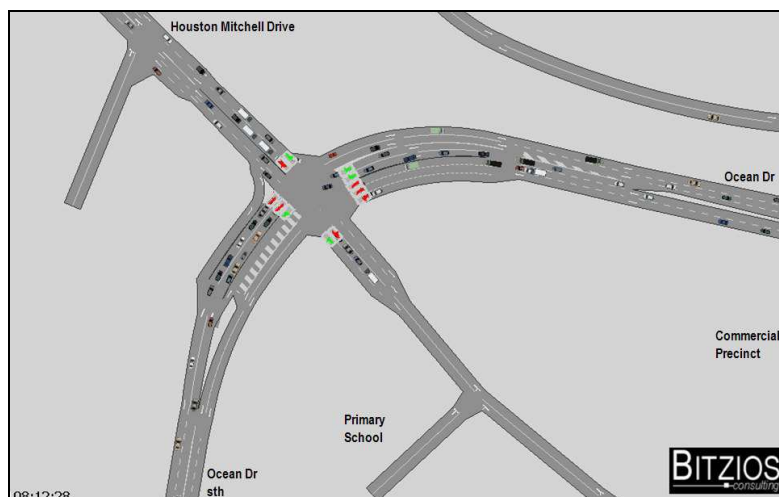 Houston Mitchell Drive
Ocean Dr
Commercial
Precinct
Primary
School
Ocean Dr
sth
BITZIOS
consulting
08:12:28